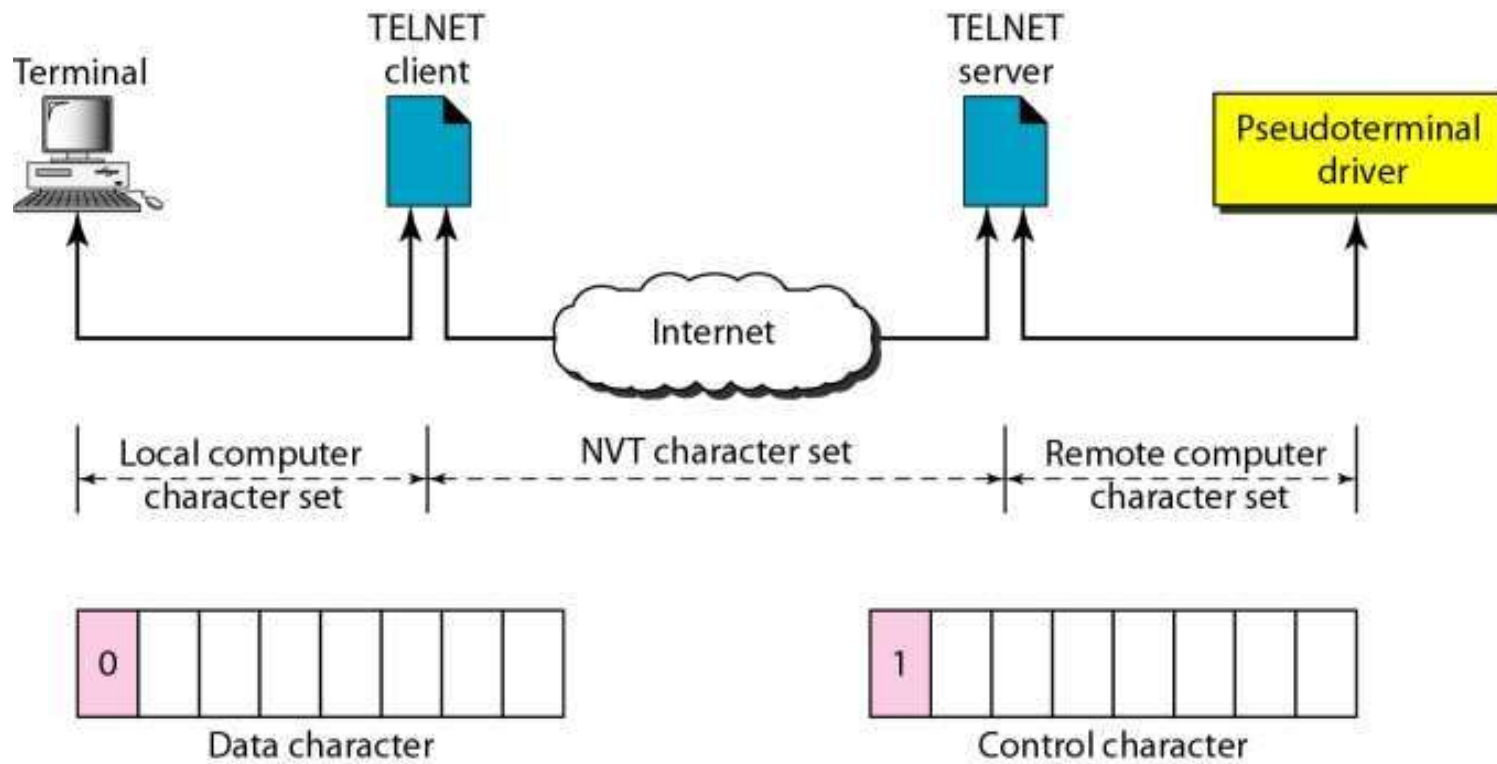 TELNET
client
TELNET
server
Terminal
Pseudoterminal
driver
Internet
Local computer
character set
NVT character set
Remote computer
character set
0
1
Data character
Control character